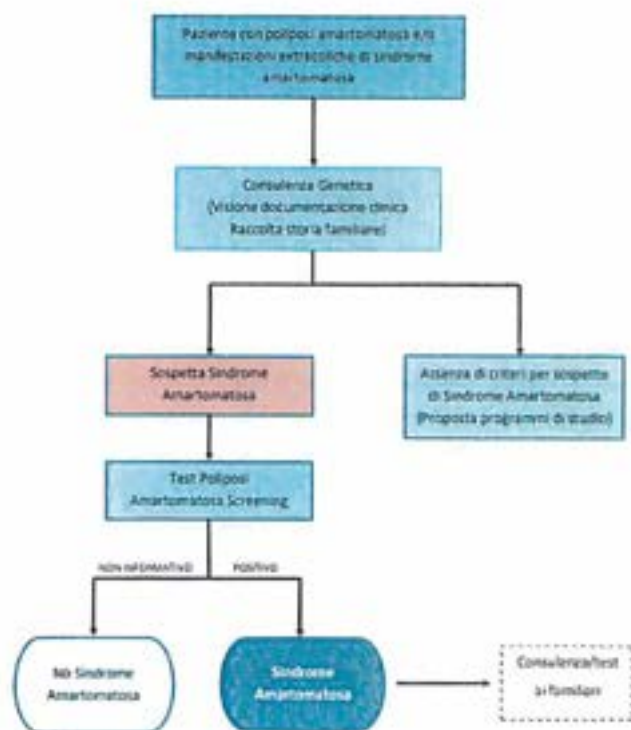 Paziente con poliposi amartomatosa e/o
manifestazioni extracoliche di sindrome
amartomatosa
Consulenza Genetica
(Visione documentazione clinica
Raccolta storia familiare)
Sospetta Sindrome
Amartomatosa
Assenza di criteri per sospetto
di Sindrome Amartomatosa
(Proposta programmi di studio)
Test Poliposi
Amartomatosa Screening
NON INFORMATIVO
POSITIVO
No Sindrome
Amartomatosa
Sindrome
Amartomatosa
Consulenza/test
ai familiari